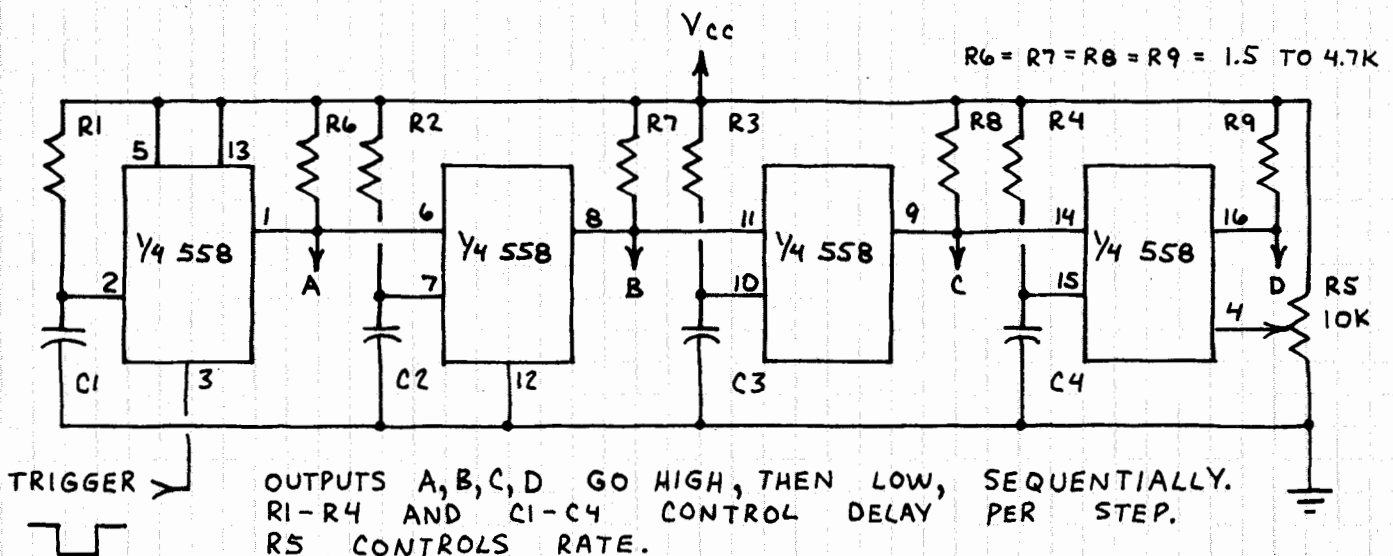 Vcc
R6 = R7 = R8 = R9 = 1.5 TO 4.7K
R1
5
13
R6
R2
R7
R3
R8
R4
R9
1
6
8
11
9
14
16
1/4 558
1/4 558
1/4 558
1/4 558
2
A
7
B
10
C
15
D
R5
10K
4
C1
3
C2
12
C3
C4
TRIGGER
OUTPUTS A, B, C, D GO HIGH, THEN LOW, SEQUENTIALLY.
R1-R4 AND C1-C4 CONTROL DELAY PER STEP.
R5 CONTROLS RATE.